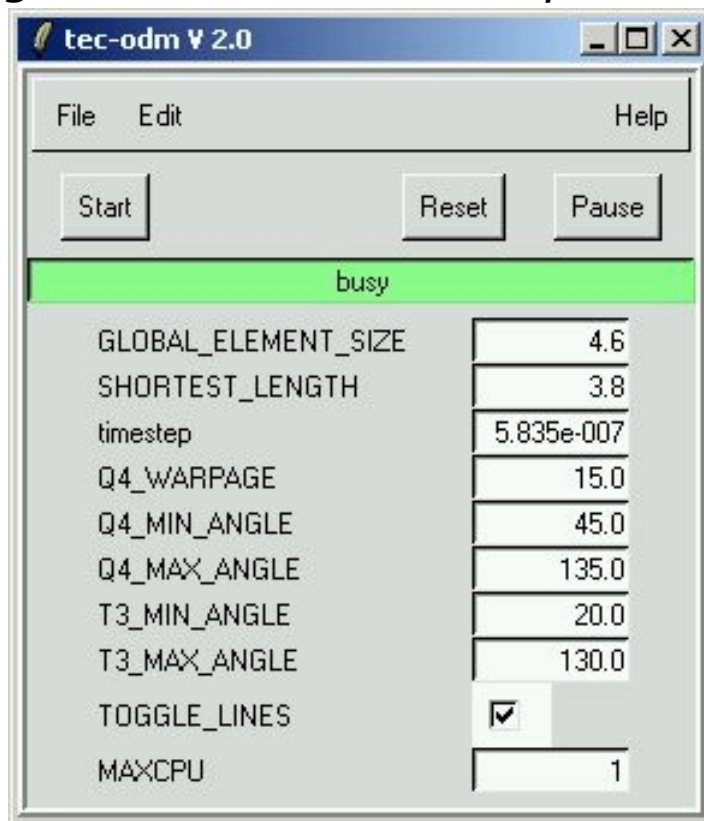 tec-odm V 2.0
File Edit Help
Start Reset Pause
busy
GLOBAL_ELEMENT_SIZE 4.6
SHORTEST_LENGTH 3.8
timestep 5.835e-007
Q4_WARPAGE 15.0
Q4_MIN_ANGLE 45.0
Q4_MAX_ANGLE 135.0
T3_MIN_ANGLE 20.0
T3_MAX_ANGLE 130.0
TOGGLE_LINES
MAXCPU 1